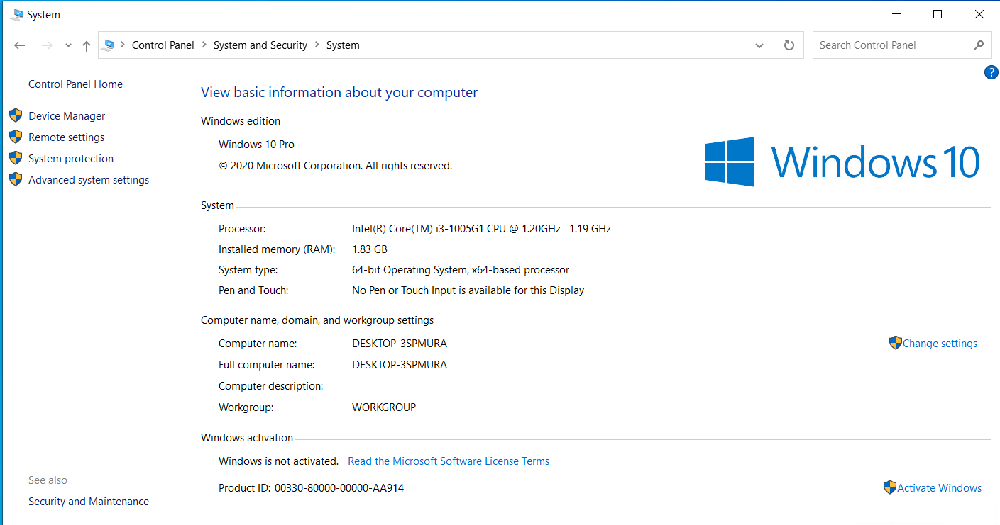 System
Control Panel > System and Security > System
Search Control Panel
?
Control Panel Home
Device Manager
Remote settings
System protection
Advanced system settings
View basic information about your computer
Windows edition
Windows 10 Pro
© 2020 Microsoft Corporation. All rights reserved.
Windows 10
System
Processor: Intel(R) Core(TM) i3-1005G1 CPU @ 1.20GHz 1.19 GHz
Installed memory (RAM): 1.83 GB
System type: 64-bit Operating System, x64-based processor
Pen and Touch: No Pen or Touch Input is available for this Display
Computer name, domain, and workgroup settings
Computer name: DESKTOP-3SPMURA Change settings
Full computer name: DESKTOP-3SPMURA
Computer description:
Workgroup: WORKGROUP
Windows activation
Windows is not activated. Read the Microsoft Software License Terms
Product ID: 00330-80000-00000-AA914 Activate Windows
See also
Security and Maintenance